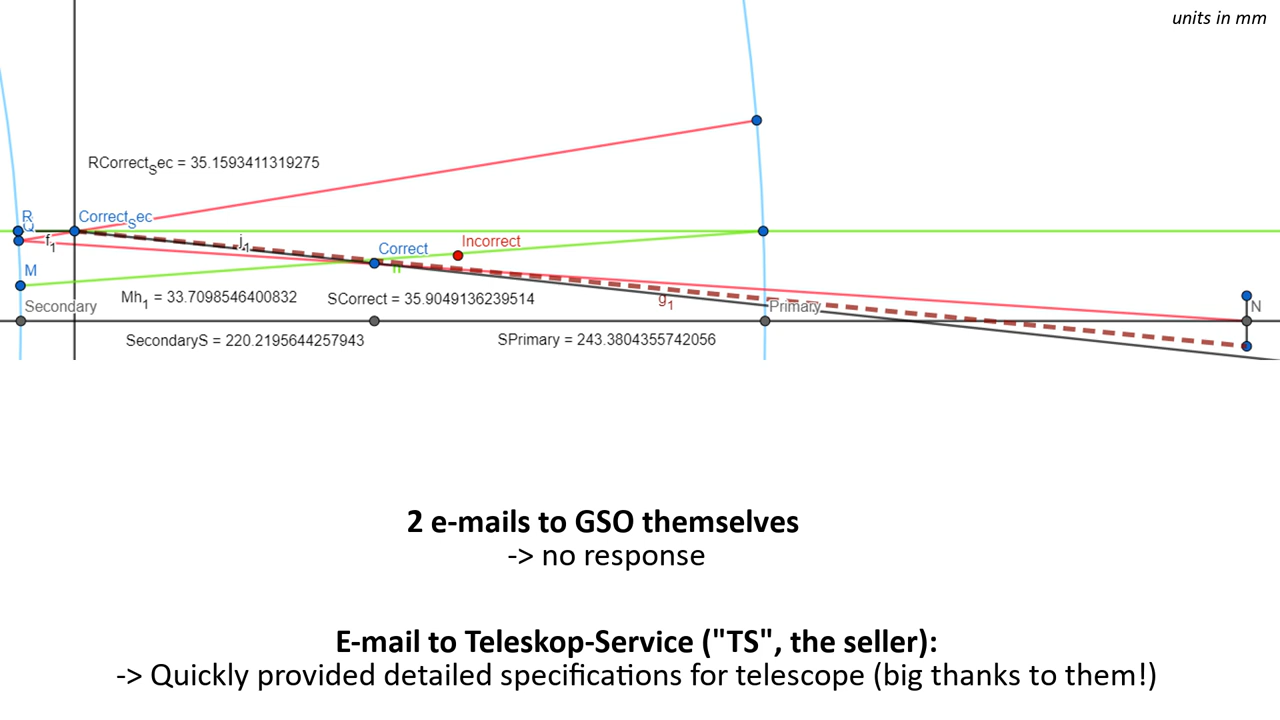 units in mm
RCorrectSec = 35.1593411319275
R
Q
CorrectSec
f1
j1
Correct
Incorrect
n
M
Secondary
Mh1 = 33.7098546400832
SCorrect = 35.9049136239514
g1
Primary
N
SecondaryS = 220.2195644257943
SPrimary = 243.3804355742056
2 e-mails to GSO themselves
-> no response
E-mail to Teleskop-Service ("TS", the seller):
-> Quickly provided detailed specifications for telescope (big thanks to them!)